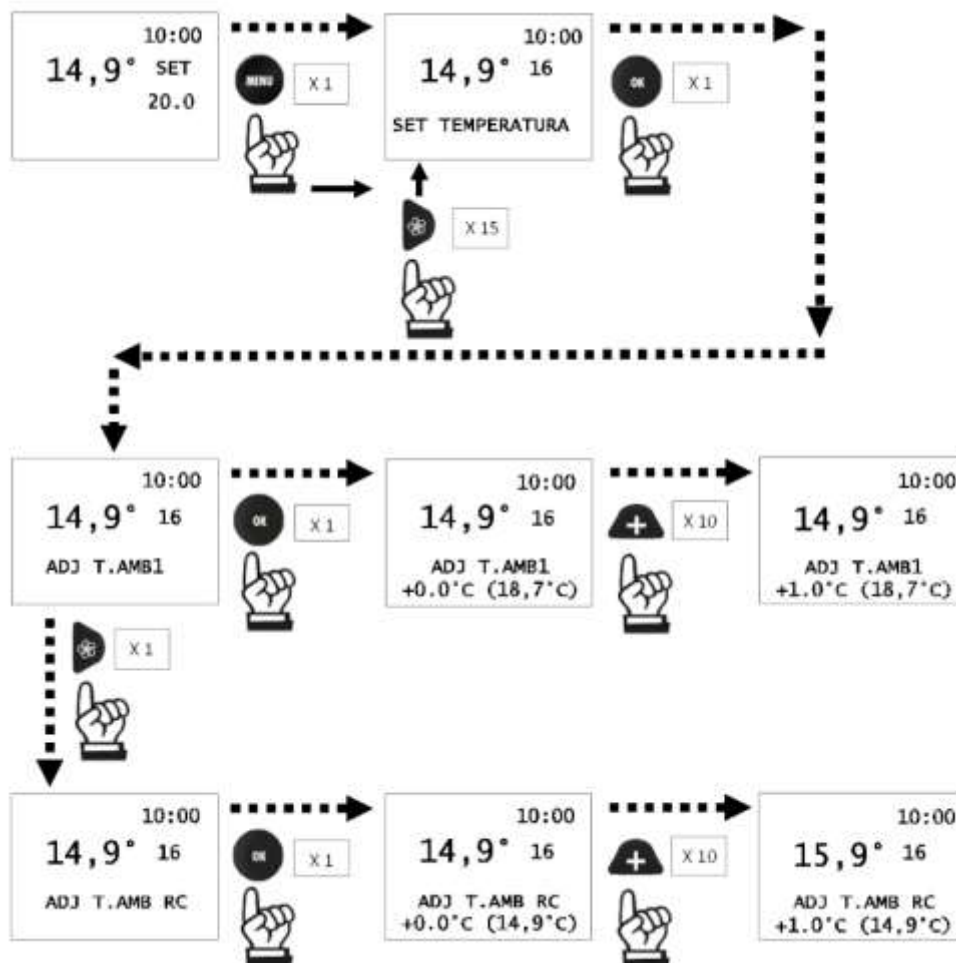 10:00
14,9° SET
20.0
MENU
X 1
10:00
14,9° 16
SET TEMPERATURA
OK
X 1
X 15
10:00
14,9° 16
ADJ T.AMB1
OK
X 1
10:00
14,9° 16
ADJ T.AMB1
+0.0°C (18,7°C)
+
X 10
10:00
14,9° 16
ADJ T.AMB1
+1.0°C (18,7°C)
X 1
10:00
14,9° 16
ADJ T.AMB RC
OK
X 1
10:00
14,9° 16
ADJ T.AMB RC
+0.0°C (14,9°C)
+
X 10
10:00
15,9° 16
ADJ T.AMB RC
+1.0°C (14,9°C)